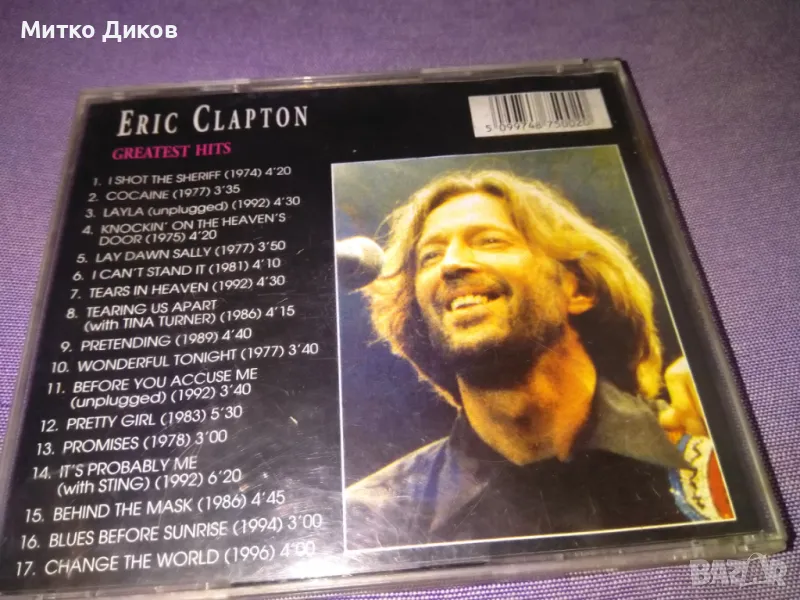 Митко Диков
ERIC CLAPTON
GREATEST HITS
5 099748 750020
1. I SHOT THE SHERIFF (1974) 4'20
2. COCAINE (1977) 3'35
3. LAYLA (unplugged) (1992) 4'30
4. KNOCKIN' ON THE HEAVEN'S
DOOR (1975) 4'20
5. LAY DAWN SALLY (1977) 3'50
6. I CAN'T STAND IT (1981) 4'10
7. TEARS IN HEAVEN (1992) 4'30
8. TEARING US APART
(with TINA TURNER) (1986) 4'15
9. PRETENDING (1989) 4'40
10. WONDERFUL TONIGHT (1977) 3'40
11. BEFORE YOU ACCUSE ME
(unplugged) (1992) 3'40
12. PRETTY GIRL (1983) 5'30
13. PROMISES (1978) 3'00
14. IT'S PROBABLY ME
(with STING) (1992) 6'20
15. BEHIND THE MASK (1986) 4'45
16. BLUES BEFORE SUNRISE (1994) 3'00
17. CHANGE THE WORLD (1996) 4'00
BAZAR